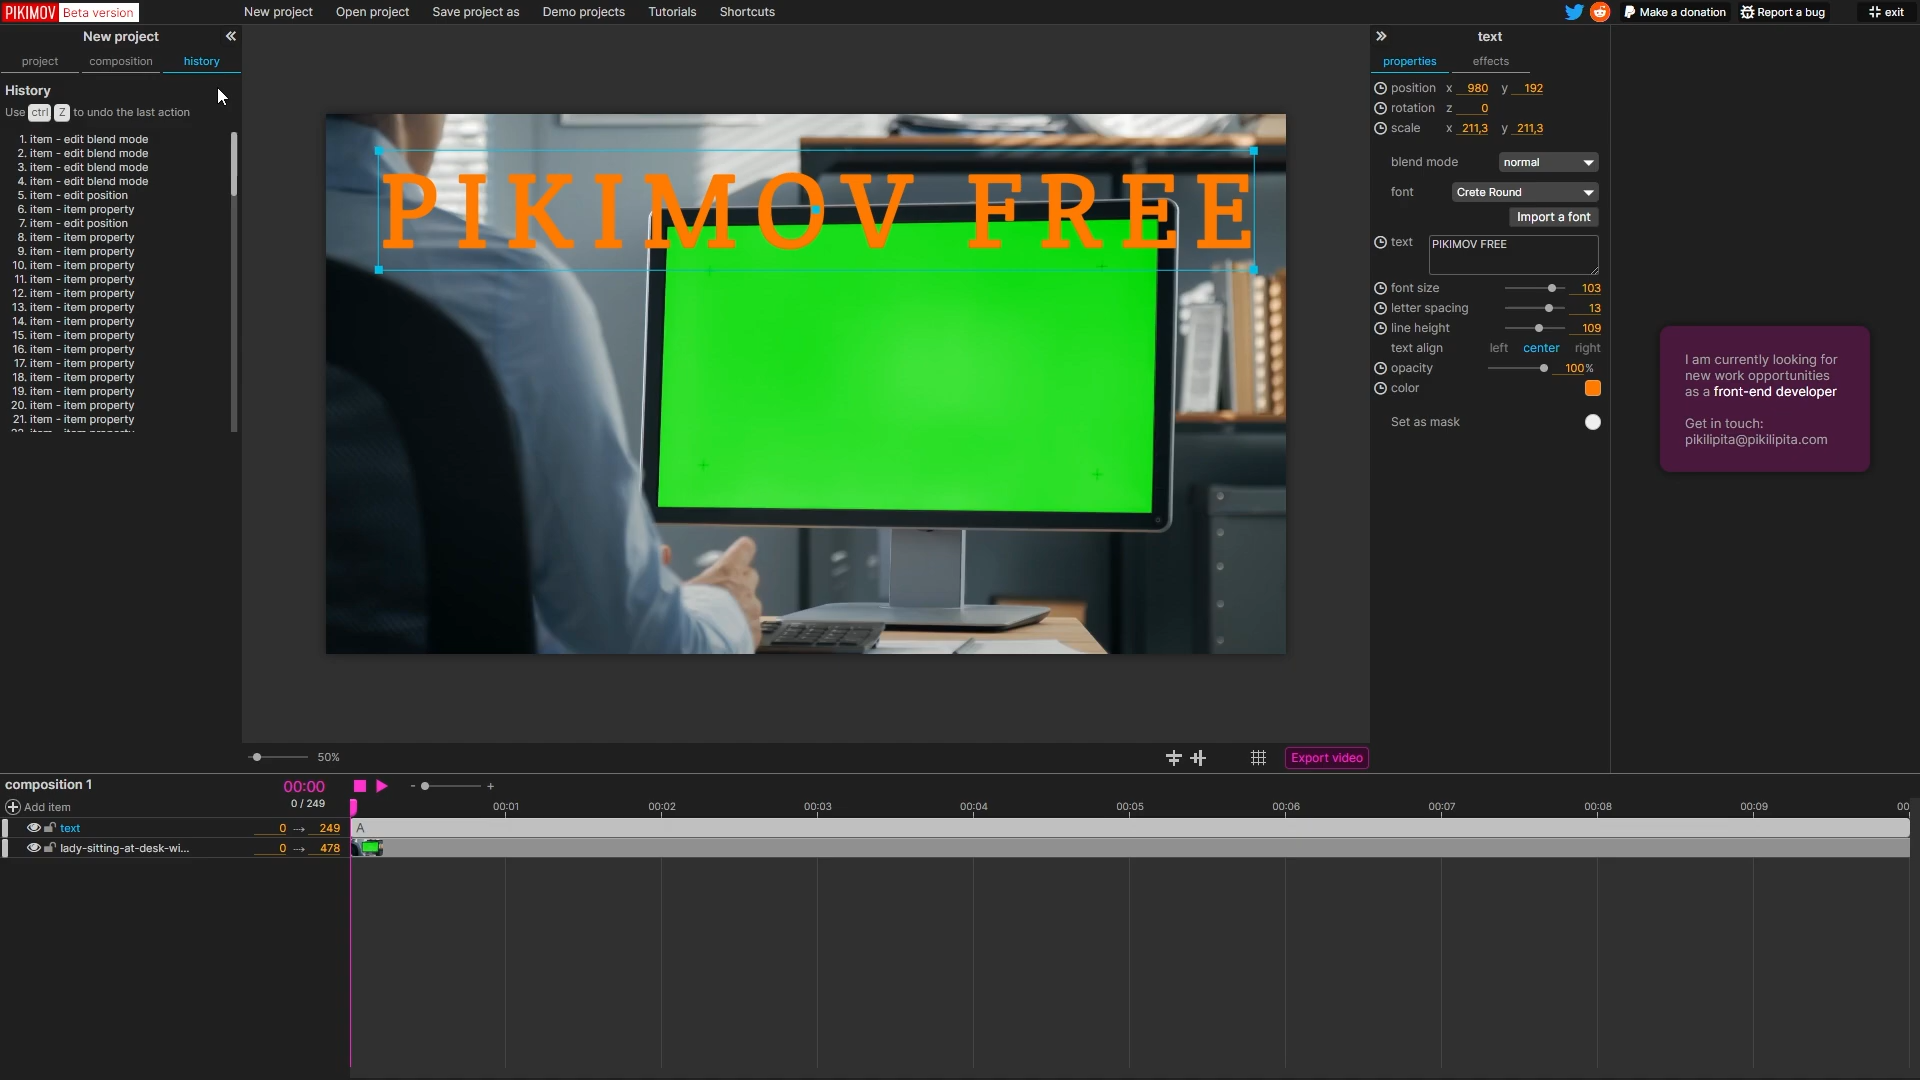 PIKIMOV Beta version
New project Open project Save project as Demo projects Tutorials Shortcuts
Make a donation Report a bug exit
New project
project composition history
History
Use ctrl Z to undo the last action
1. item - edit blend mode
2. item - edit blend mode
3. item - edit blend mode
4. item - edit blend mode
5. item - edit position
6. item - item property
7. item - edit position
8. item - item property
9. item - item property
10. item - item property
11. item - item property
12. item - item property
13. item - item property
14. item - item property
15. item - item property
16. item - item property
17. item - item property
18. item - item property
19. item - item property
20. item - item property
21. item - item property
PIKIMOV FREE
50%
Export video
text
properties effects
position x 980 y 192
rotation z 0
scale x 211,3 y 211,3
blend mode normal
font Crete Round
Import a font
text PIKIMOV FREE
font size 103
letter spacing 13
line height 109
text align left center right
opacity 100%
color
Set as mask
I am currently looking for
new work opportunities
as a front-end developer
Get in touch:
pikilipita@pikilipita.com
composition 1 00:00 - +
Add item 0 / 249
00:01 00:02 00:03 00:04 00:05 00:06 00:07 00:08 00:09 00
text 0 → 249 A
lady-sitting-at-desk-wi... 0 → 478